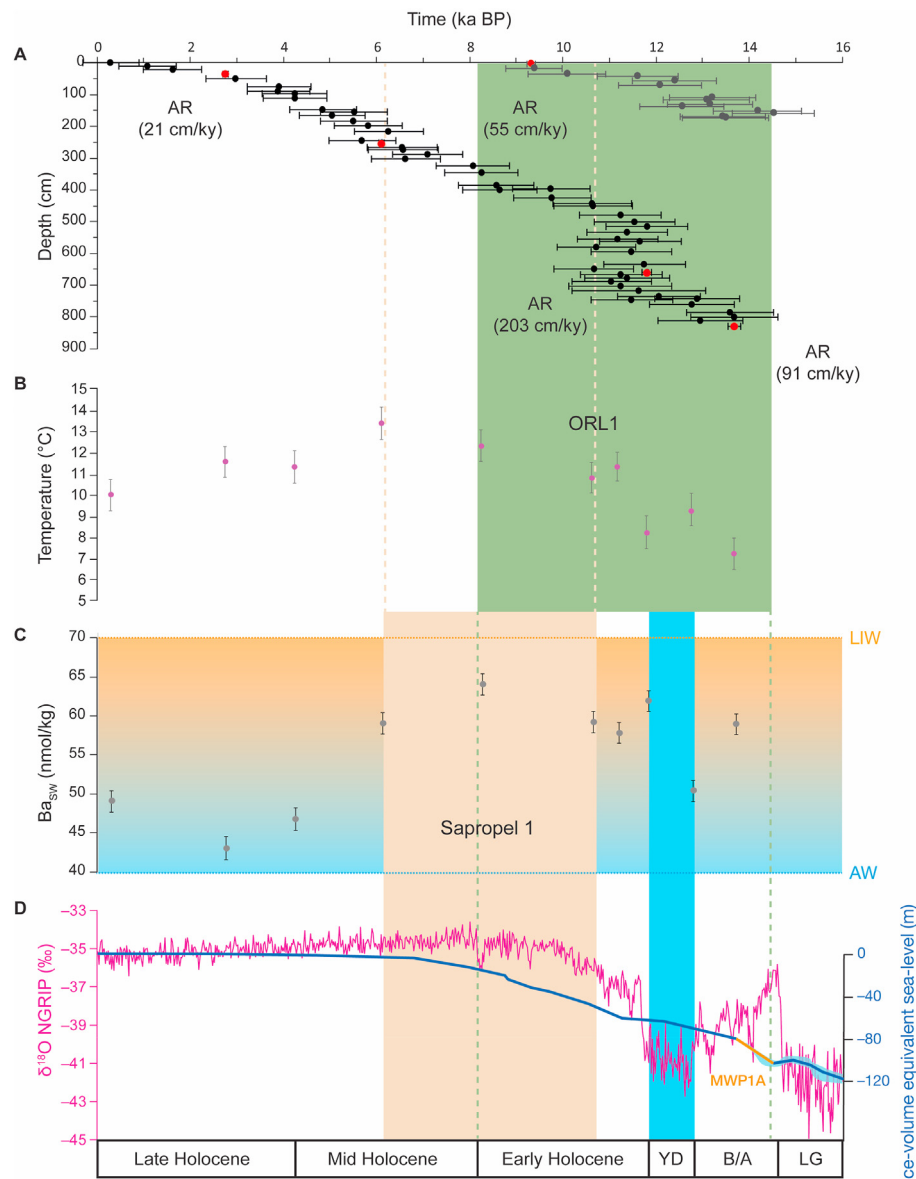 Time (ka BP)
A
0 2 4 6 8 10 12 14 16
0
100
200
300
400
500
600
700
800
900
Depth (cm)
AR
(21 cm/ky)
AR
(55 cm/ky)
AR
(203 cm/ky)
AR
(91 cm/ky)
B
15
14
13
12
11
10
9
8
7
6
5
Temperature (°C)
ORL1
C
70
65
60
55
50
45
40
BaSW (nmol/kg)
LIW
Sapropel 1
AW
D
−33
−35
−37
−39
−41
−43
−45
δ18O NGRIP (‰)
0
−40
−80
−120
ce-volume equivalent sea-level (m)
MWP1A
Late Holocene Mid Holocene Early Holocene YD B/A LG